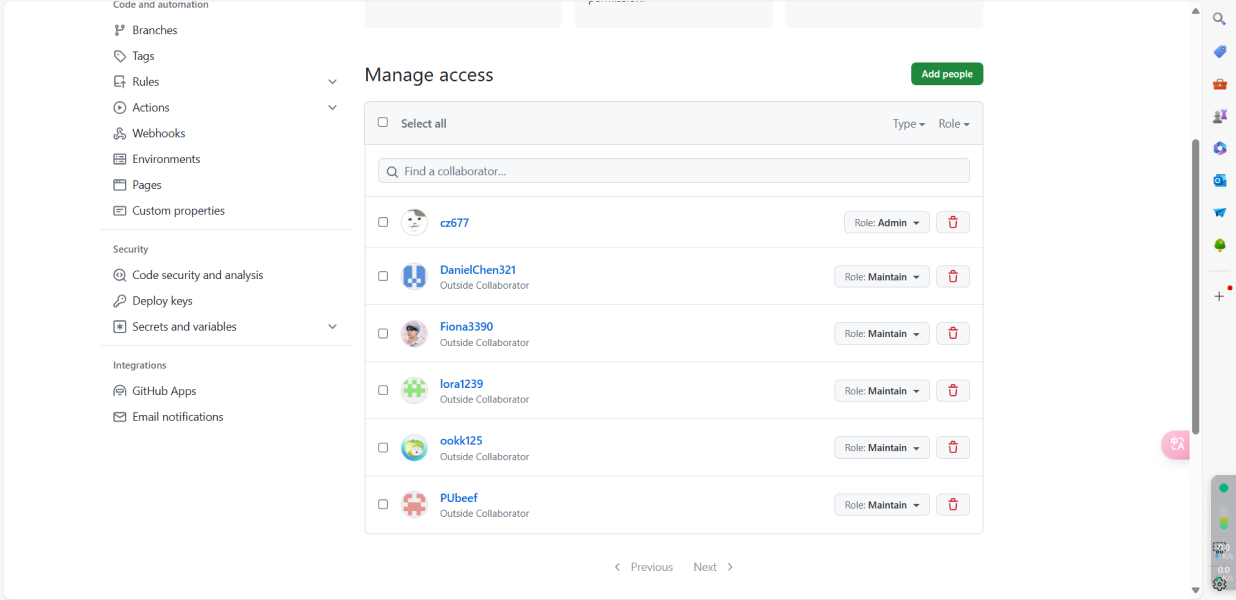 Code and automation
Branches
Tags
Rules
Actions
Webhooks
Environments
Pages
Custom properties
Security
Code security and analysis
Deploy keys
Secrets and variables
Integrations
GitHub Apps
Email notifications
Manage access
Add people
Select all
Type
Role
Find a collaborator...
cz677
Role: Admin
DanielChen321
Outside Collaborator
Role: Maintain
Fiona3390
Outside Collaborator
Role: Maintain
lora1239
Outside Collaborator
Role: Maintain
ookk125
Outside Collaborator
Role: Maintain
PUbeef
Outside Collaborator
Role: Maintain
Previous
Next